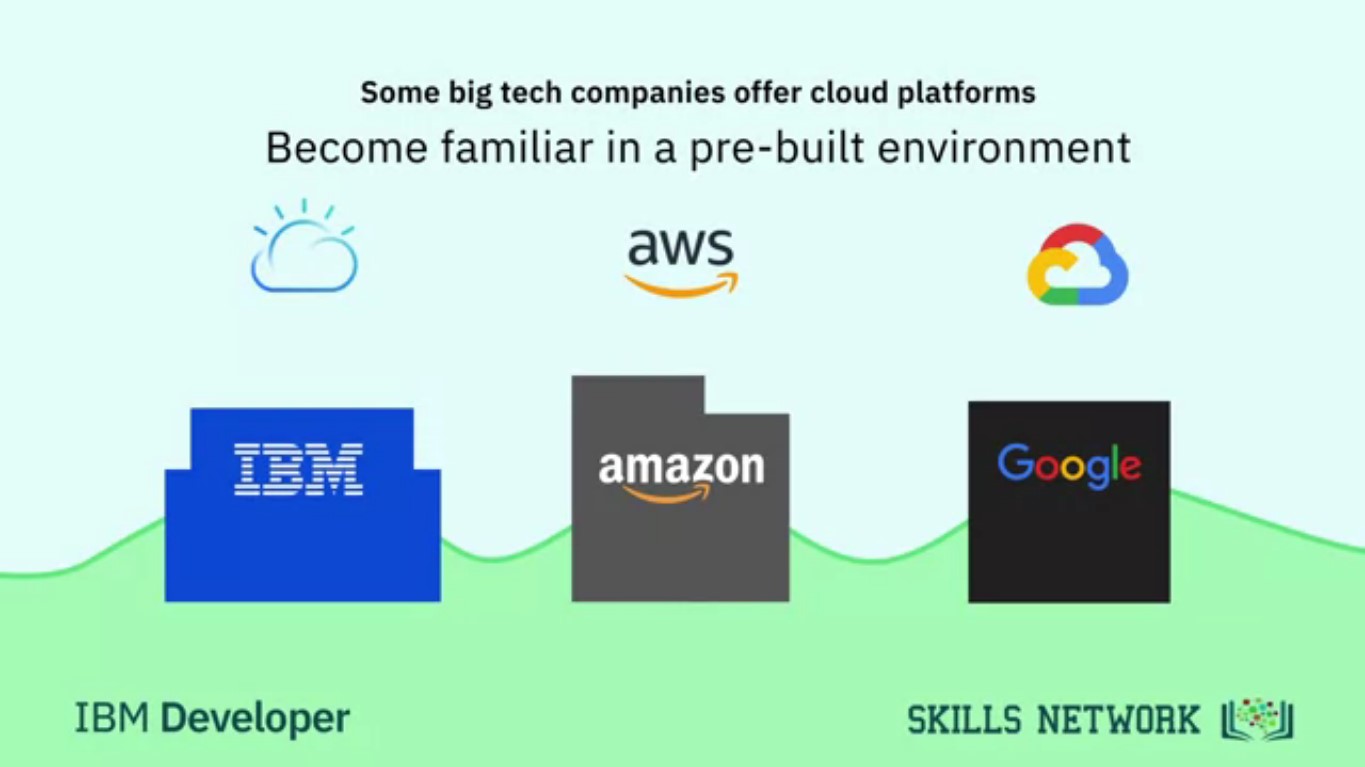 Some big tech companies offer cloud platforms
Become familiar in a pre-built environment
aws
IBM
amazon
Google
IBM Developer
SKILLS NETWORK